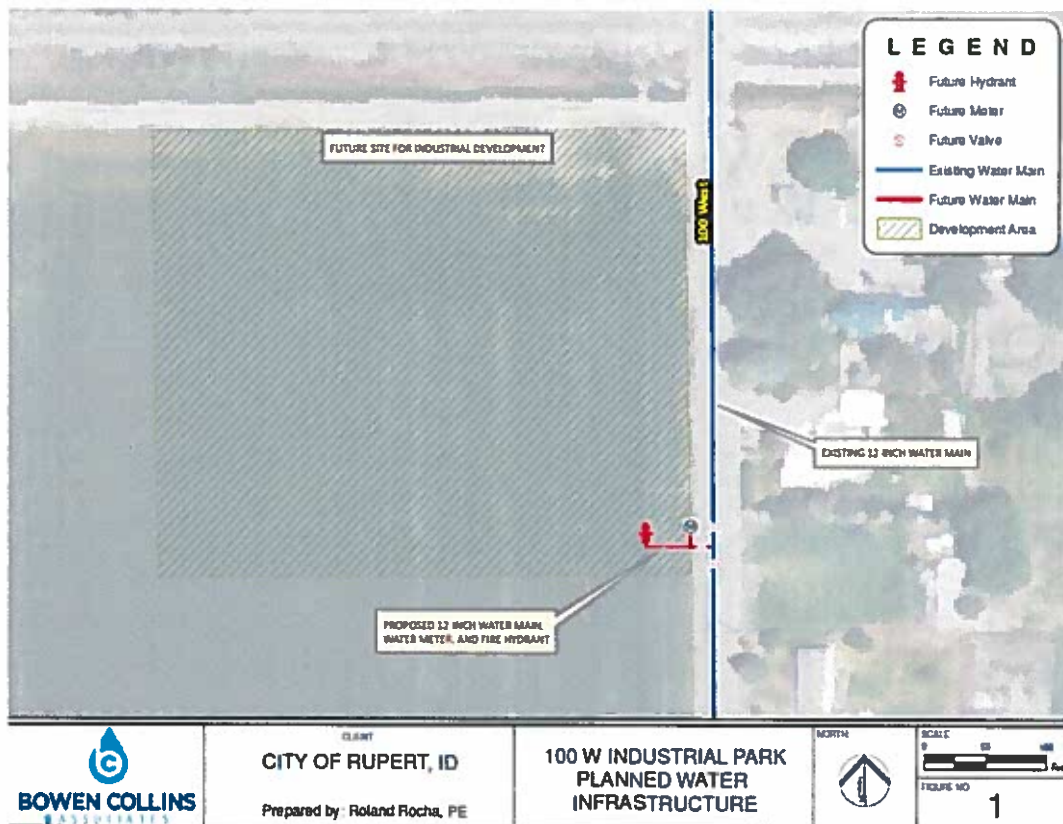 LEGEND
Future Hydrant
Future Meter
Future Valve
Existing Water Main
Future Water Main
Development Area
FUTURE SITE FOR INDUSTRIAL DEVELOPMENT
100 West
EXISTING 12 INCH WATER MAIN
PROPOSED 12 INCH WATER MAIN,
WATER METER, AND FIRE HYDRANT
BOWEN COLLINS
& ASSOCIATES
CLIENT
CITY OF RUPERT, ID
Prepared by: Roland Rocha, PE
100 W INDUSTRIAL PARK
PLANNED WATER
INFRASTRUCTURE
NORTH:
SCALE
0
FIGURE NO
1